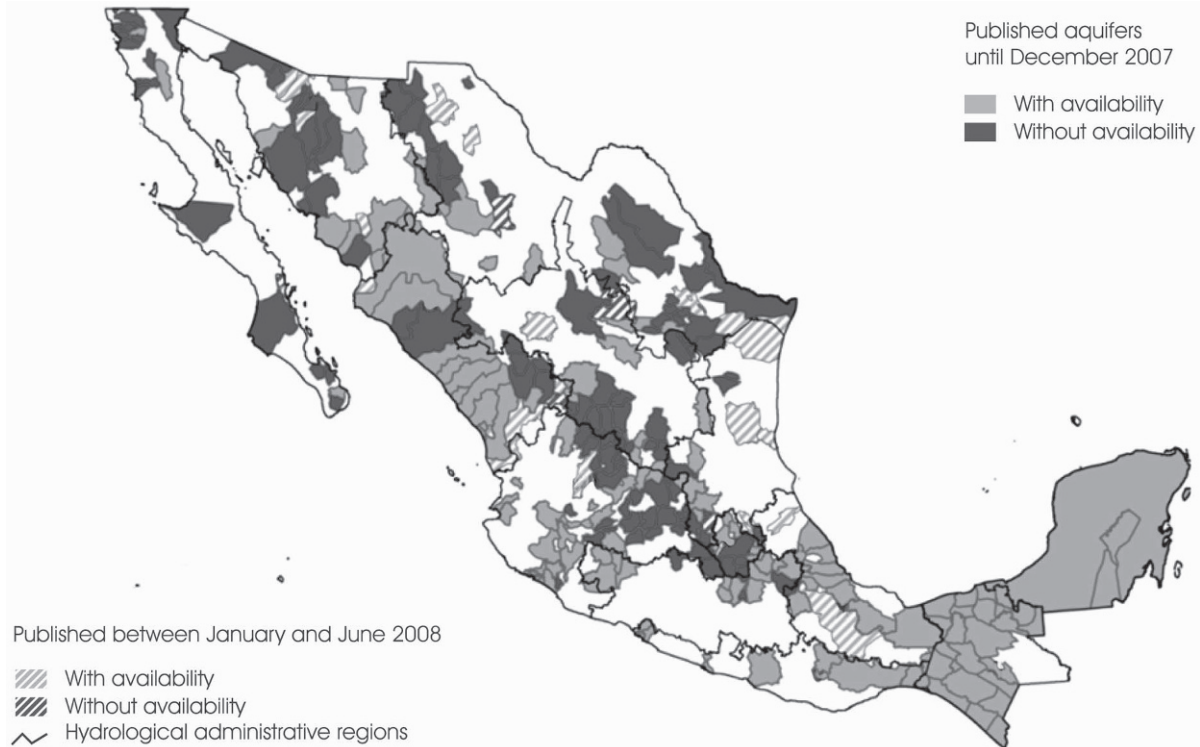 Published aquifers
until December 2007
With availability
Without availability
Published between January and June 2008
With availability
Without availability
Hydrological administrative regions